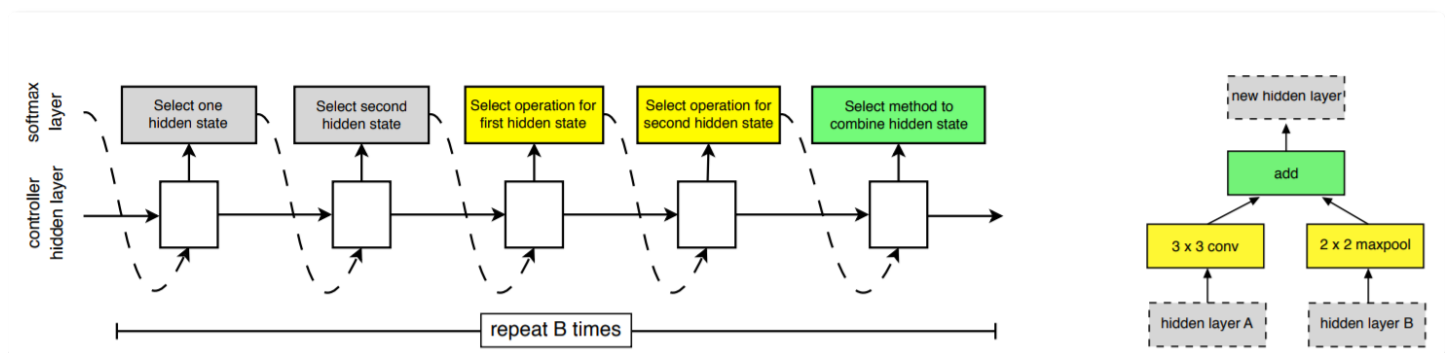 softmax
layer
controller
hidden layer
Select one
hidden state
Select second
hidden state
Select operation for
first hidden state
Select operation for
second hidden state
Select method to
combine hidden state
repeat B times
new hidden layer
add
3 x 3 conv
2 x 2 maxpool
hidden layer A
hidden layer B